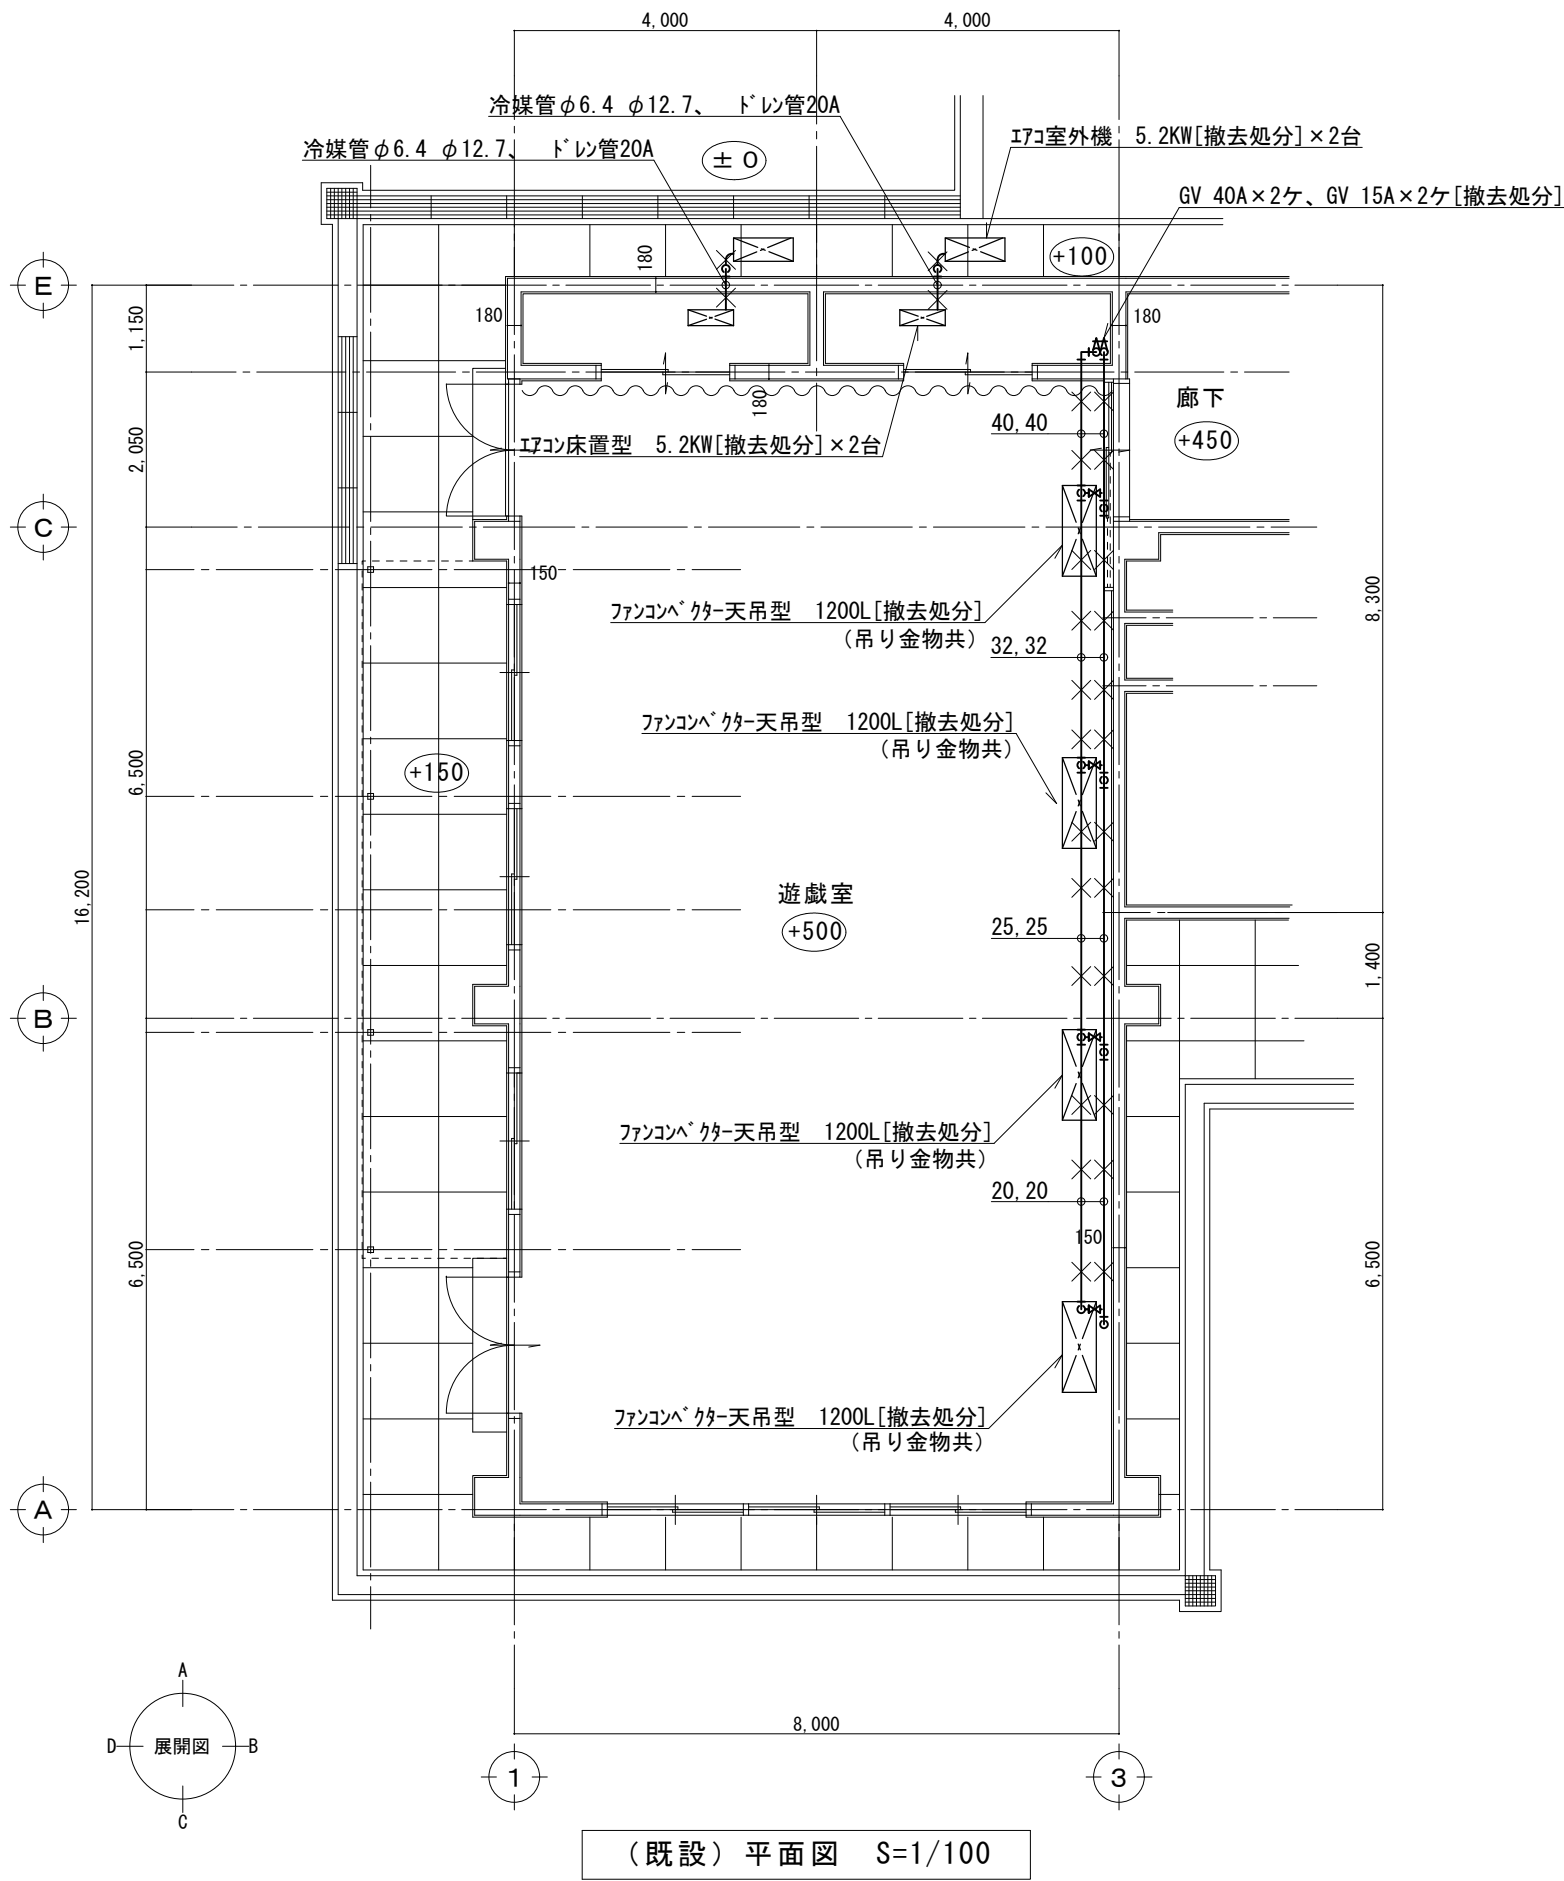 4,000
4,000
冷媒管φ6.4 φ12.7、 ドレン管20A
エアコ室外機 5.2KW[撤去処分]×2台
冷媒管φ6.4 φ12.7、 ドレン管20A
±0
GV 40A×2ケ、GV 15A×2ケ[撤去処分]
+100
180
E
180
180
1,150
廊下
180
40,40
+450
エアコン床置型 5.2KW[撤去処分]×2台
2,050
C
150
8,300
ファンコンベクター天吊型 1200L[撤去処分]
(吊り金物共)
32,32
ファンコンベクター天吊型 1200L[撤去処分]
(吊り金物共)
+150
6,500
16,200
遊戯室
+500
25,25
1,400
B
ファンコンベクター天吊型 1200L[撤去処分]
(吊り金物共)
20,20
150
6,500
6,500
ファンコンベクター天吊型 1200L[撤去処分]
(吊り金物共)
A
A
8,000
D 展開図 B
1
3
C
(既設) 平面図 S=1/100